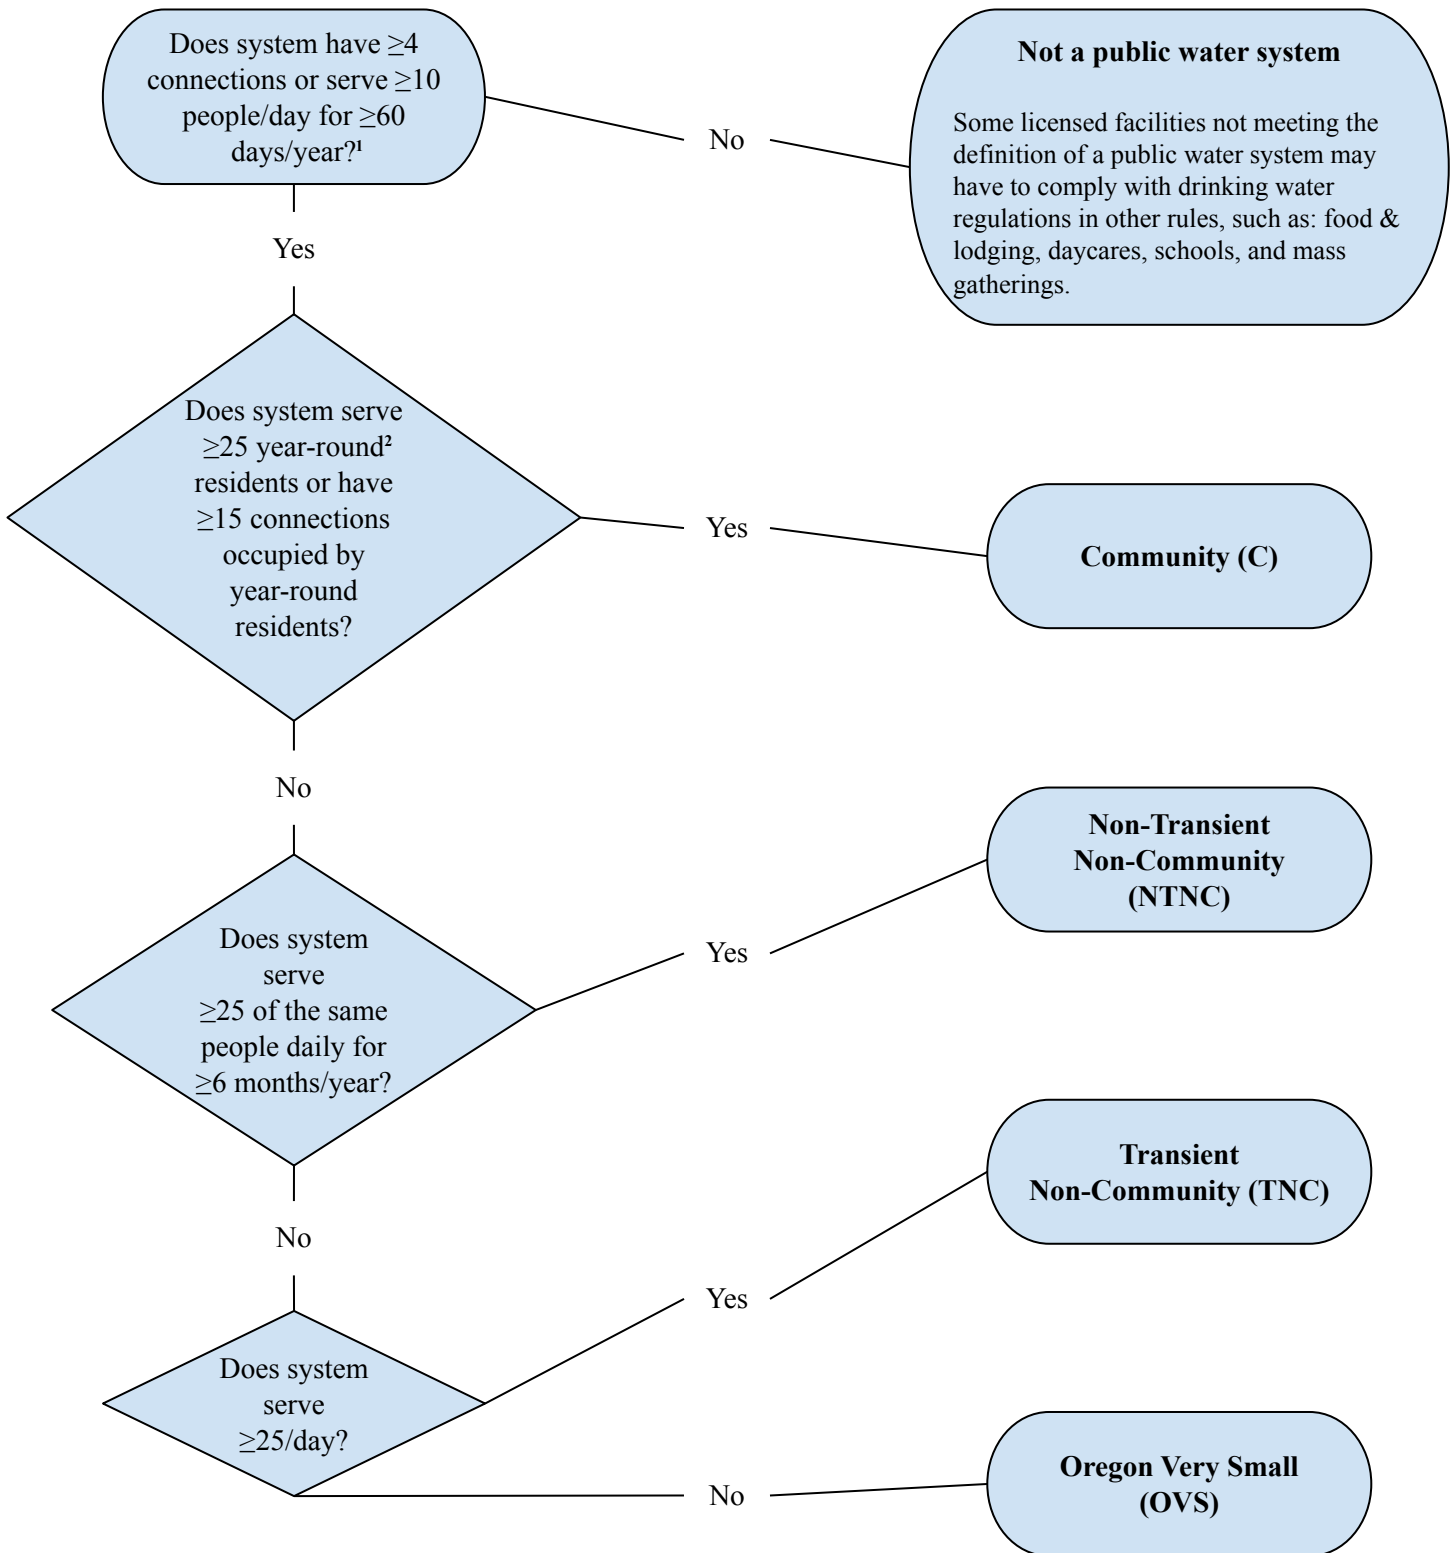 Does system have ≥4
connections or serve ≥10
people/day for ≥60
days/year?¹
No
Not a public water system
Some licensed facilities not meeting the
definition of a public water system may
have to comply with drinking water
regulations in other rules, such as: food &
lodging, daycares, schools, and mass
gatherings.
Yes
Does system serve
≥25 year-round²
residents or have
≥15 connections
occupied by
year-round
residents?
Yes
Community (C)
No
Does system
serve
≥25 of the same
people daily for
≥6 months/year?
Yes
Non-Transient
Non-Community
(NTNC)
No
Does system
serve
≥25/day?
Yes
Transient
Non-Community (TNC)
No
Oregon Very Small
(OVS)